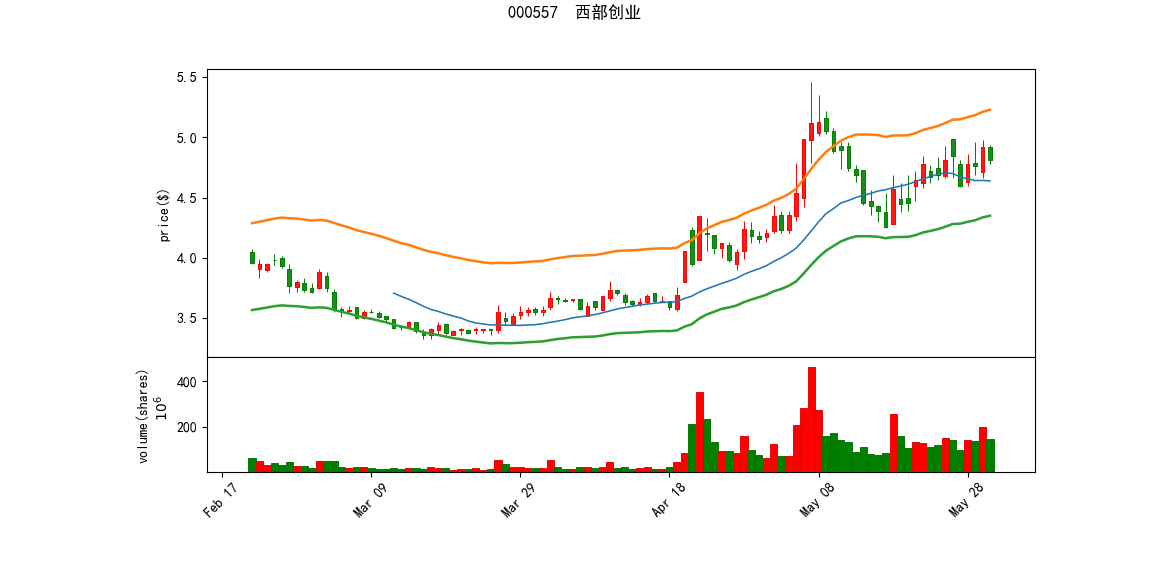 000557 西部创业
5.5
5.0
4.5
4.0
3.5
price($)
400
200
volume(shares)
10^6
Feb 17
Mar 09
Mar 29
Apr 18
May 08
May 28